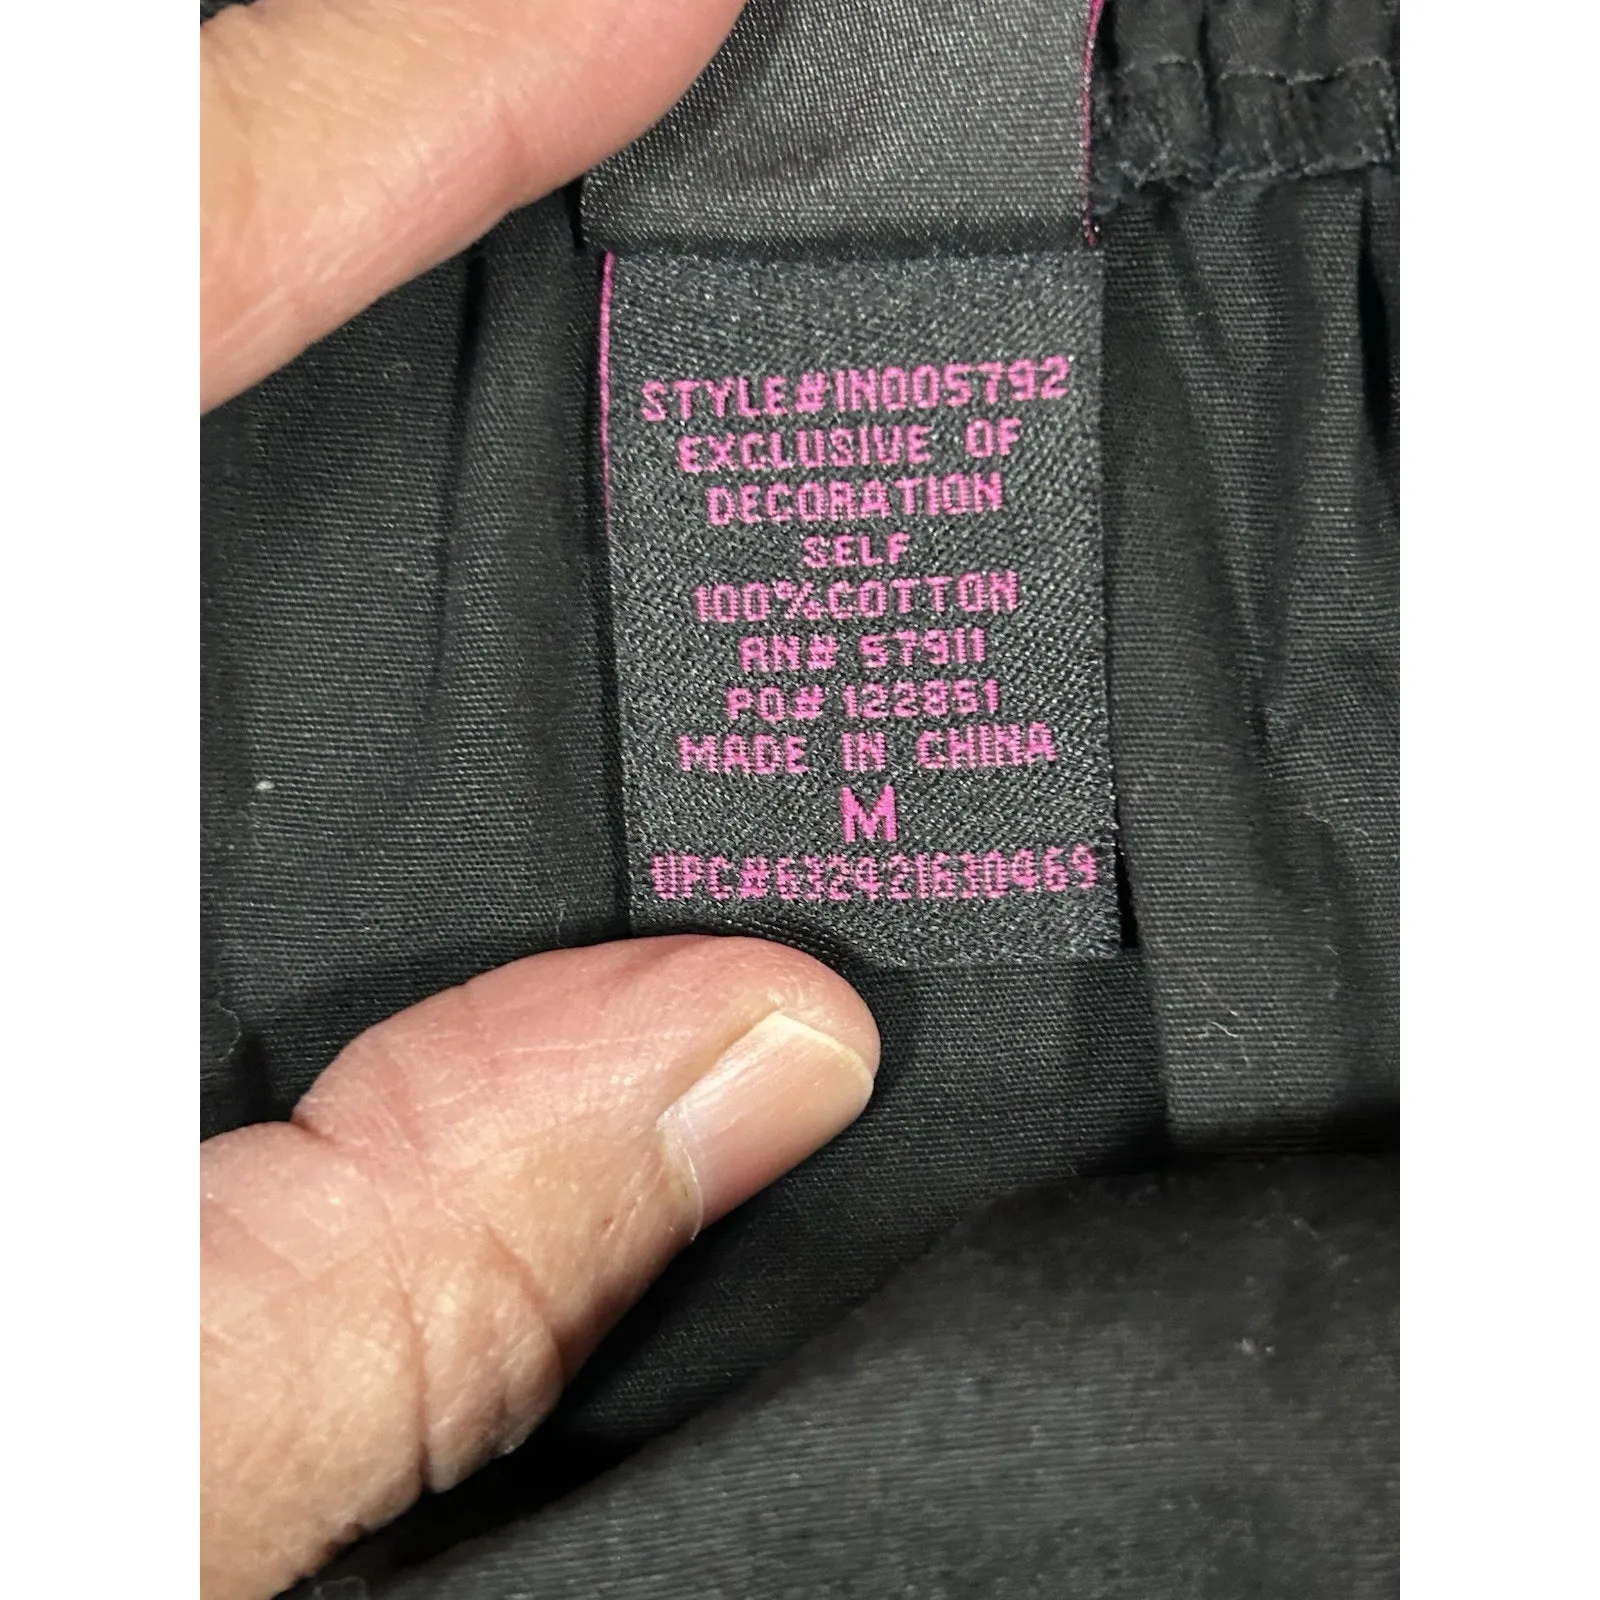 STYLE#IN005792
EXCLUSIVE OF
DECORATION
SELF
100%COTTON
RN# 57911
PO# 122851
MADE IN CHINA
M
UPC#632421630469